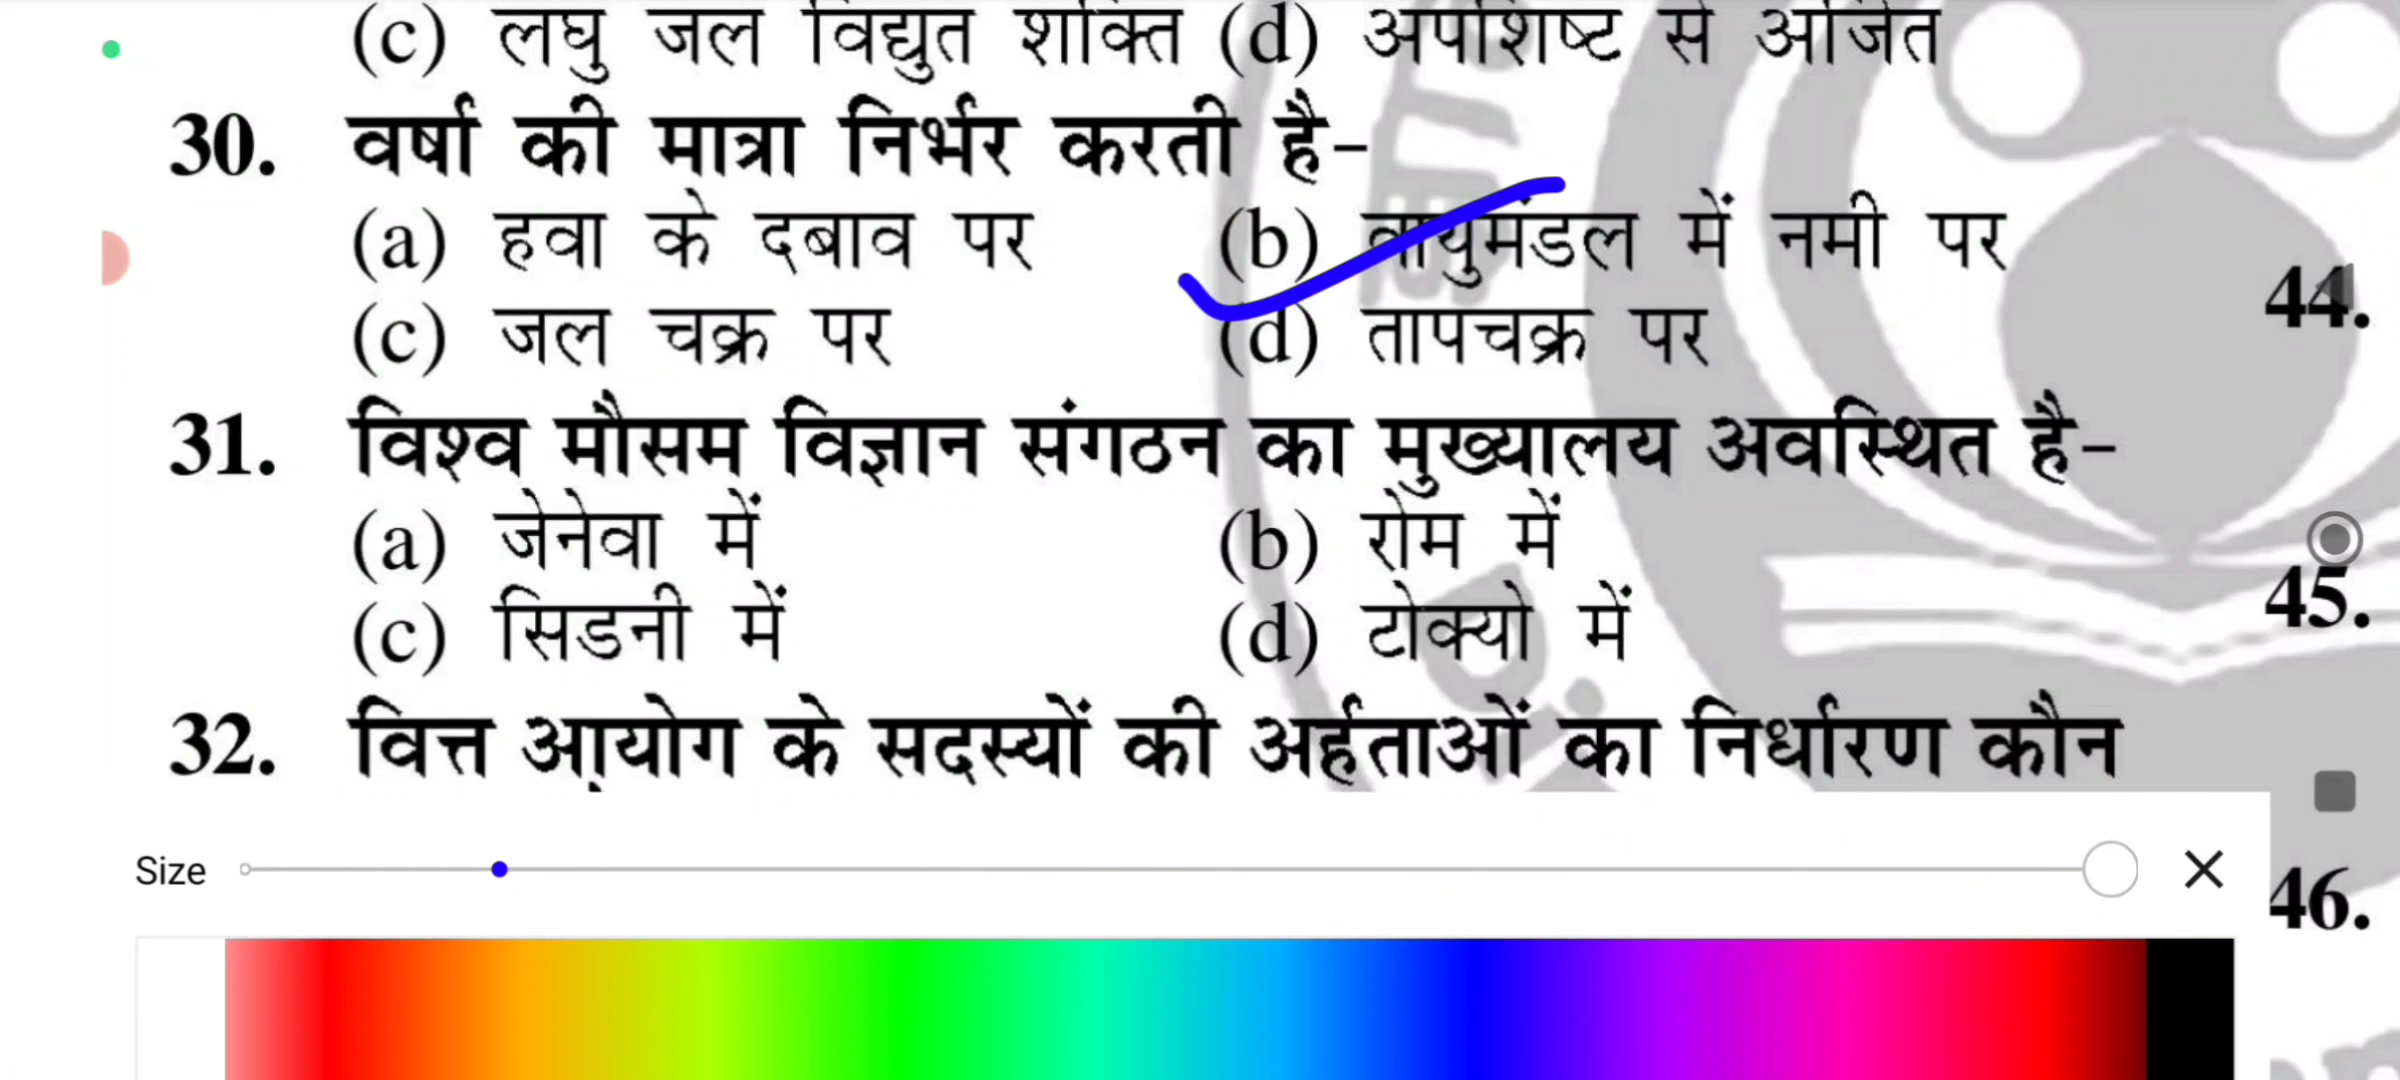 (c) लघु जल विद्युत शक्ति (d) अपशिष्ट से अर्जित
30. वर्षा की मात्रा निर्भर करती है-
(a) हवा के दबाव पर (b) वायुमंडल में नमी पर
(c) जल चक्र पर (d) तापचक्र पर
31. विश्व मौसम विज्ञान संगठन का मुख्यालय अवस्थित है-
(a) जेनेवा में (b) रोम में
(c) सिडनी में (d) टोक्यो में
32. वित्त आयोग के सदस्यों की अर्हताओं का निर्धारण कौन
44.
45.
46.
Size